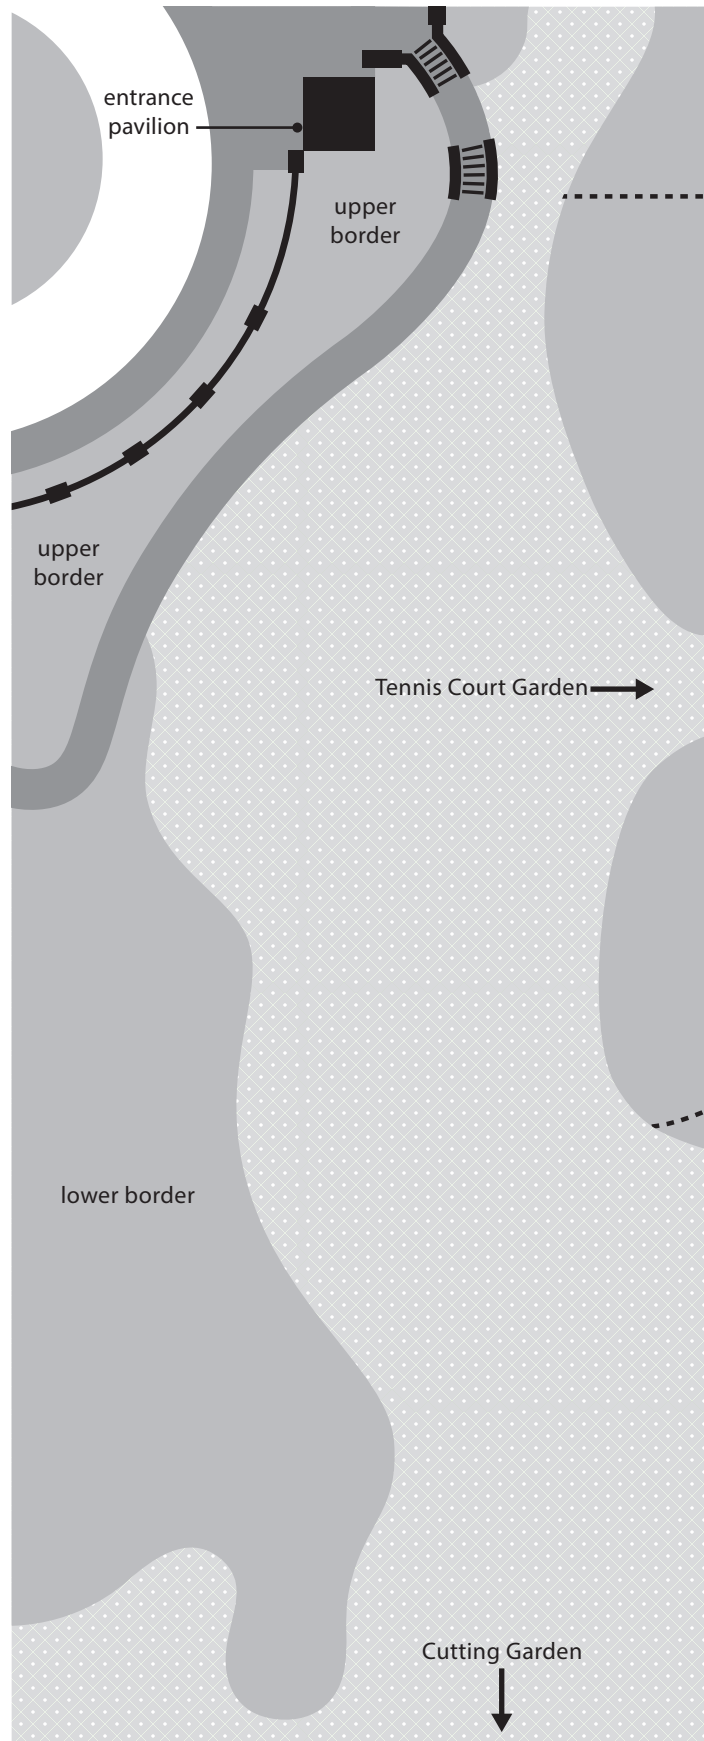 entrance
pavilion
upper
border
upper
border
Tennis Court Garden
lower border
Cutting Garden